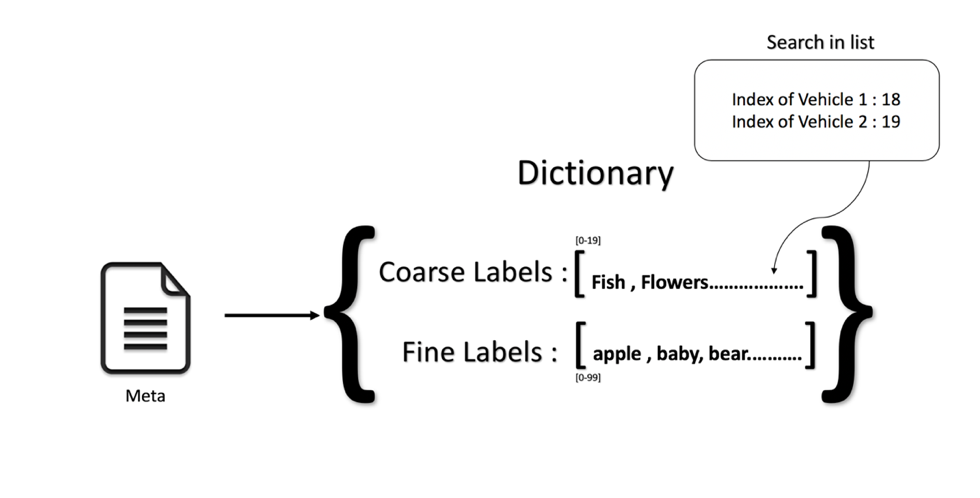 Search in list
Index of Vehicle 1 : 18
Index of Vehicle 2 : 19
Dictionary
[0-19]
Coarse Labels : [ Fish , Flowers................... ]
Fine Labels : [ apple , baby, bear........... ]
[0-99]
Meta